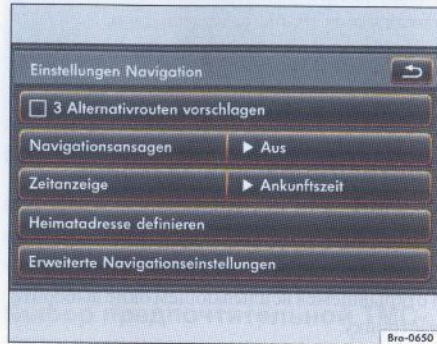 Einstellungen Navigation
3 Alternativrouten vorschlagen
Navigationsansagen ▶ Aus
Zeitanzeige ▶ Ankunftszeit
Heimatadresse definieren
Erweiterte Navigationseinstellungen
Bra-0650